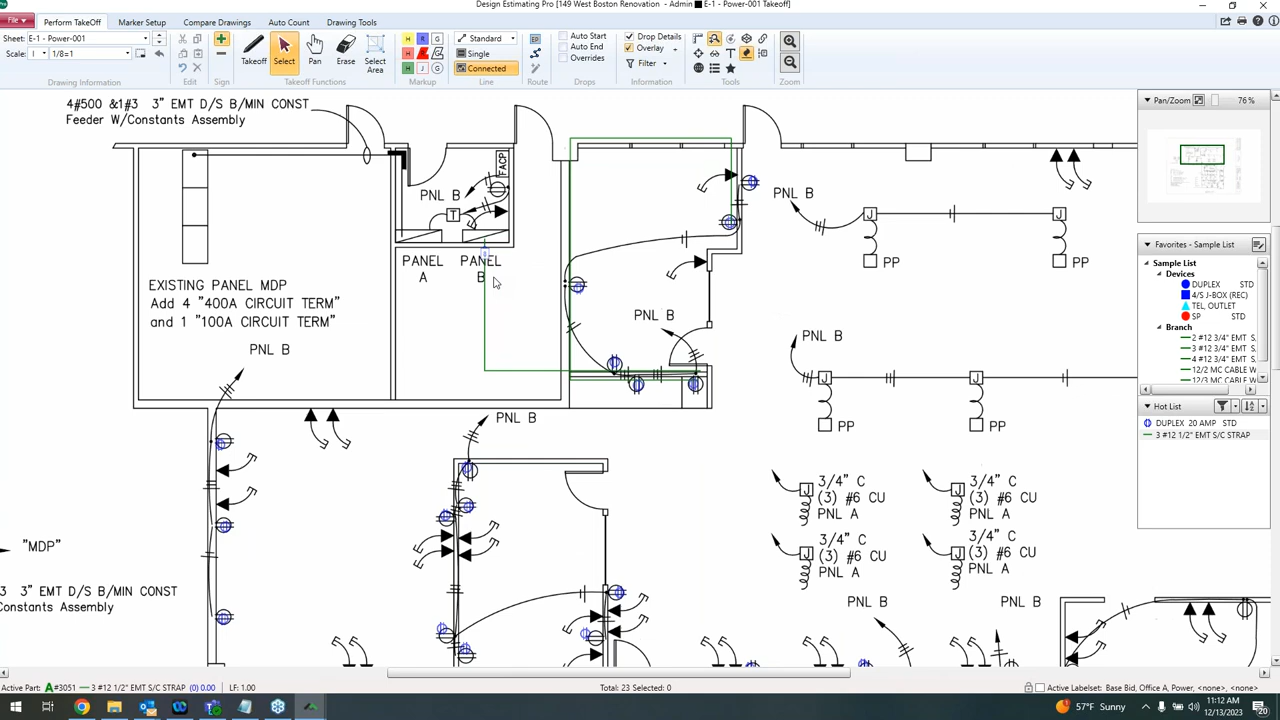 Design Estimating Pro [149 West Boston Renovation - Admin E-1 - Power-001 Takeoff]
File
Perform TakeOff
Marker Setup
Compare Drawings
Auto Count
Drawing Tools
Sheet: E-1 - Power-001
Scale: 1/8=1
Drawing Information
Edit
Sign
Takeoff
Select
Pan
Erase
Select Area
Takeoff Functions
H R G
H
H J G
Markup
Standard
Single
Connected
Line
Route
Auto Start
Auto End
Overrides
Drops
Drop Details
Overlay
Filter
Information
Tools
Zoom
4#500 &1#3 3" EMT D/S B/MIN CONST
Feeder W/Constants Assembly
FACP
PNL B
T
PANEL A
PANEL B
EXISTING PANEL MDP
Add 4 "400A CIRCUIT TERM"
and 1 "100A CIRCUIT TERM"
PNL B
PNL B
PNL B
J
J
PP
PP
PNL B
J
J
PP
PP
PNL B
J
3/4" C
(3) #6 CU
PNL A
J
3/4" C
(3) #6 CU
PNL A
J
3/4" C
(3) #6 CU
PNL A
J
3/4" C
(3) #6 CU
PNL A
"MDP"
3 3" EMT D/S B/MIN CONST
Constants Assembly
PNL B
PNL B
Pan/Zoom
76 %
Favorites - Sample List
Sample List
Devices
DUPLEX STD
4/S J-BOX (REC)
TEL, OUTLET
SP STD
Branch
2 #12 3/4" EMT S.
3 #12 3/4" EMT S.
4 #12 3/4" EMT S.
12/2 MC CABLE W
12/3 MC CABLE W
Hot List
DUPLEX 20 AMP STD
3 #12 1/2" EMT S/C STRAP
Active Part: A #3051 - 3 #12 1/2" EMT S/C STRAP (0) 0.00 LF: 1.00
Total: 23 Selected: 0
Active Labelset: Base Bid, Office A, Power, <none>, <none>
57°F Sunny
11:12 AM
12/13/2023
20